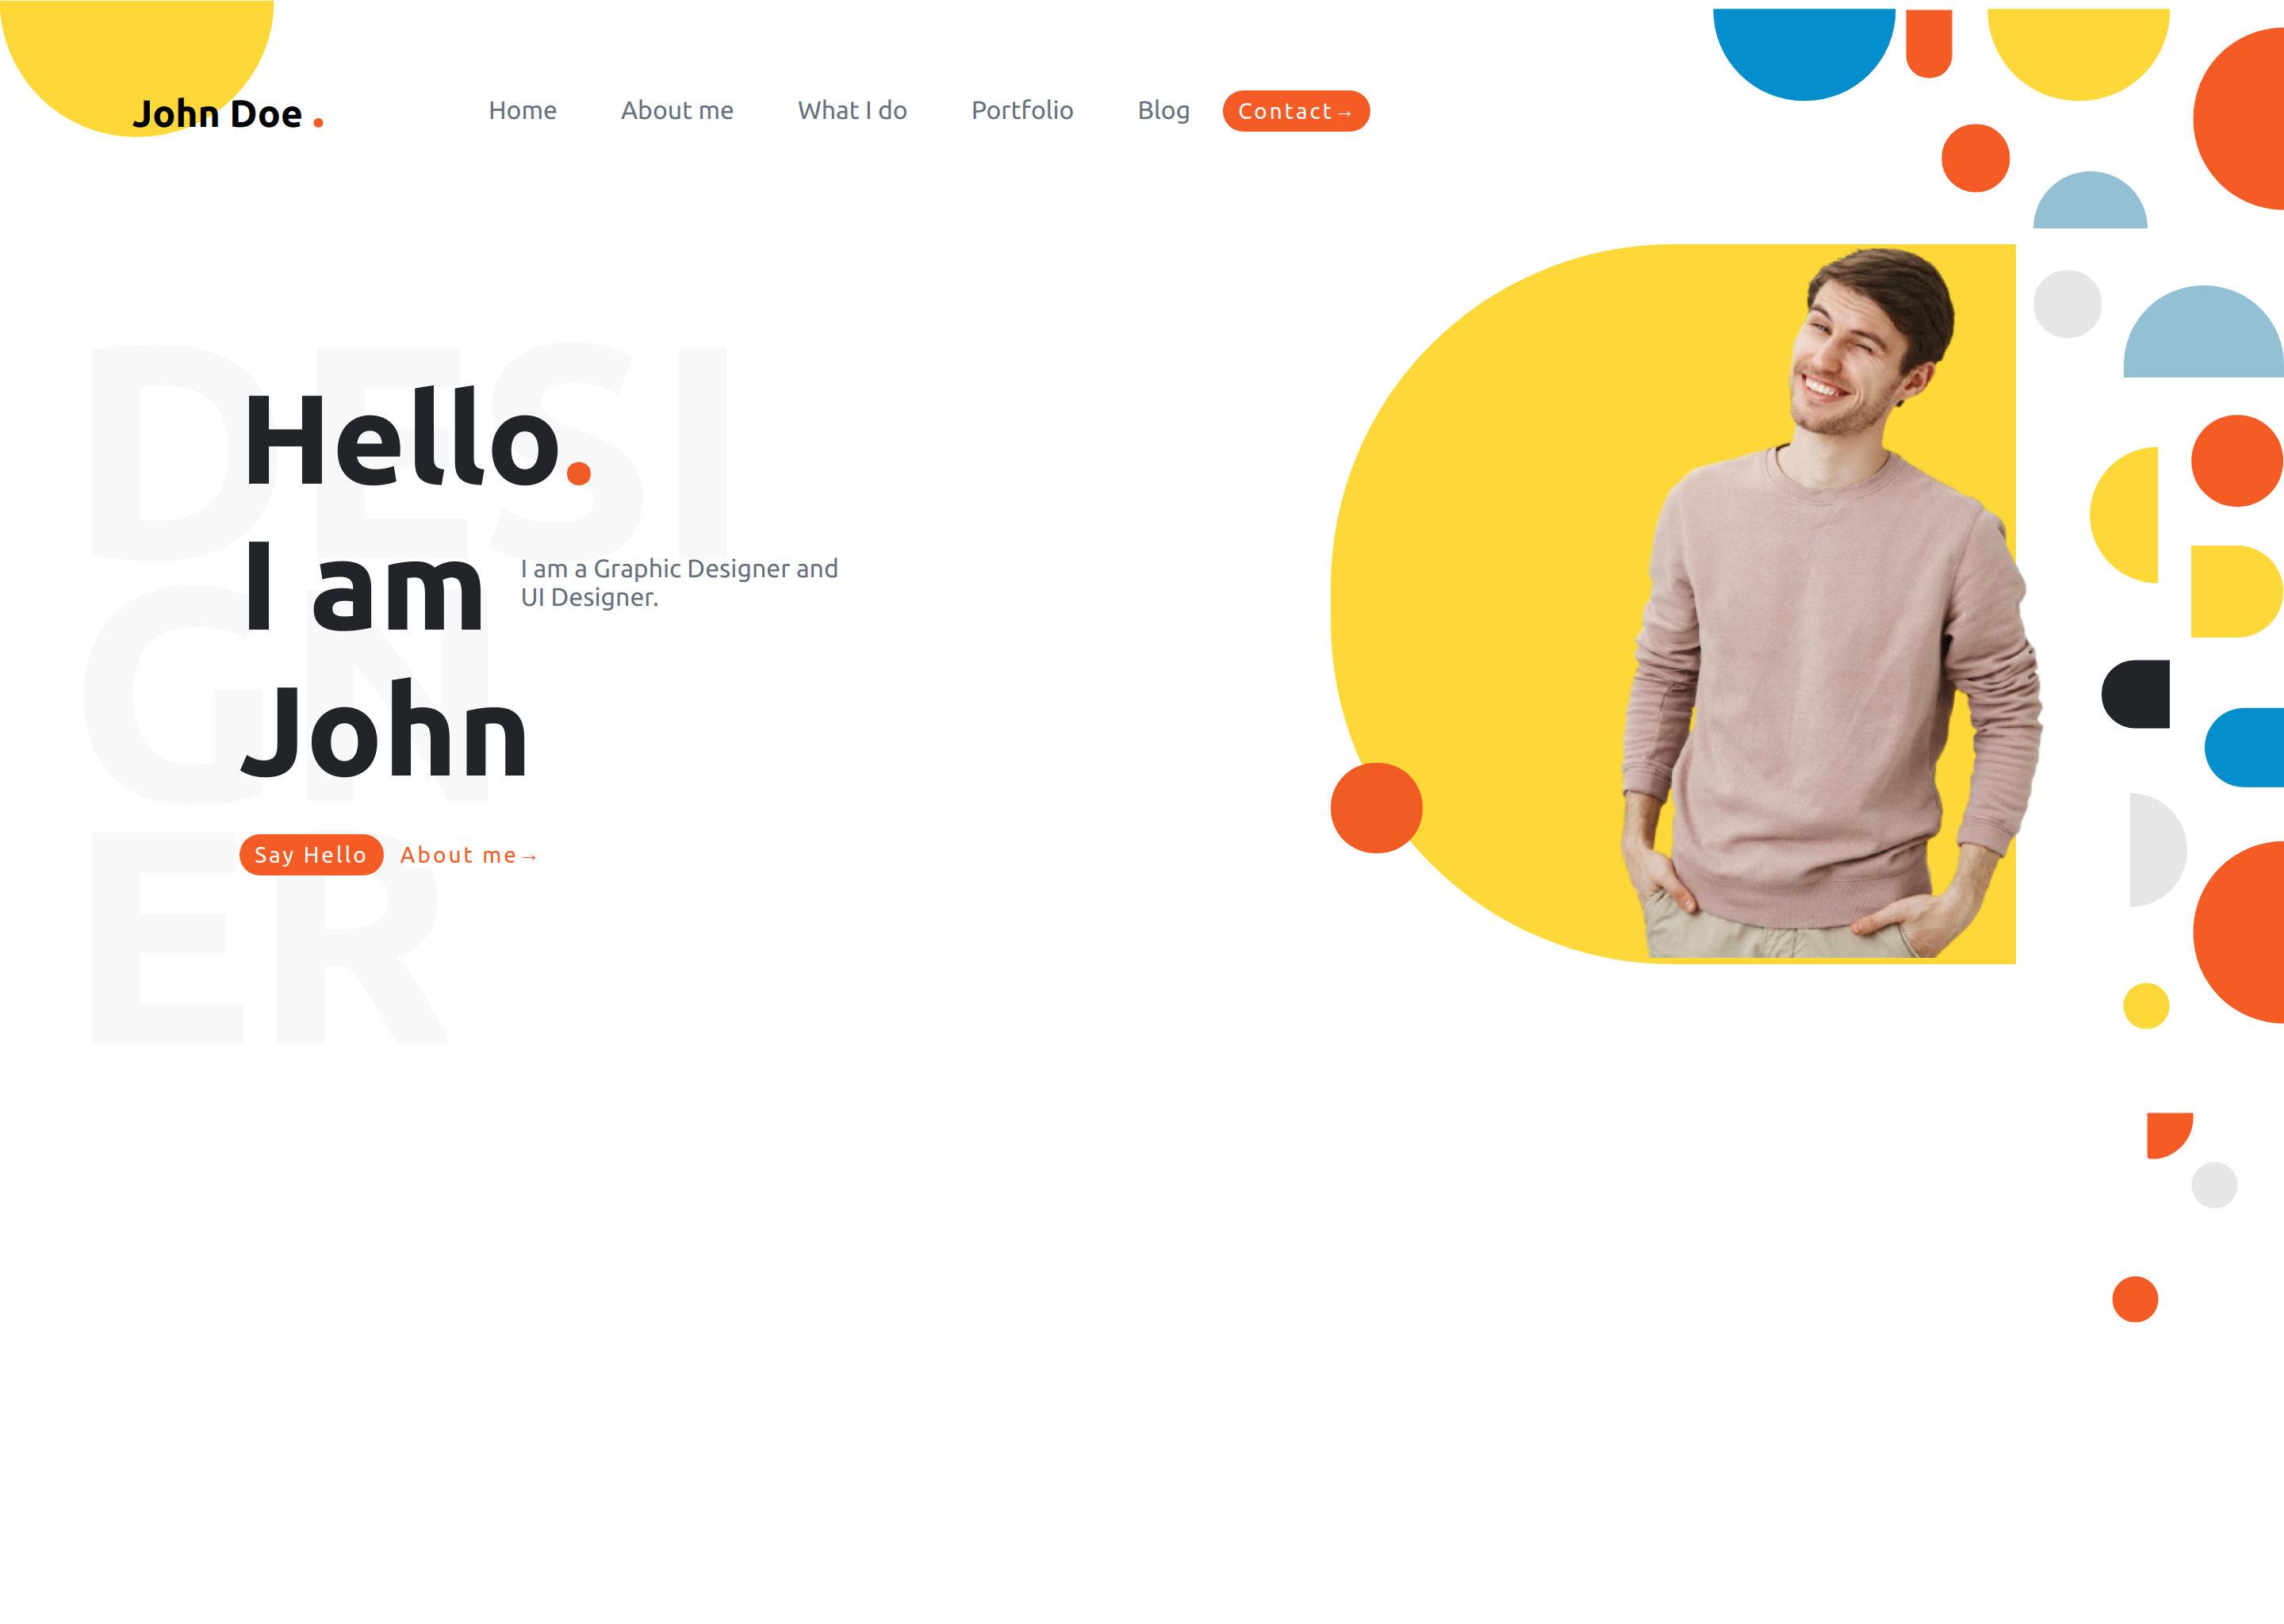 John Doe .
Home About me What I do Portfolio Blog Contact→
DESI
GN
ER
Hello.
I am
John
I am a Graphic Designer and
UI Designer.
Say Hello About me→